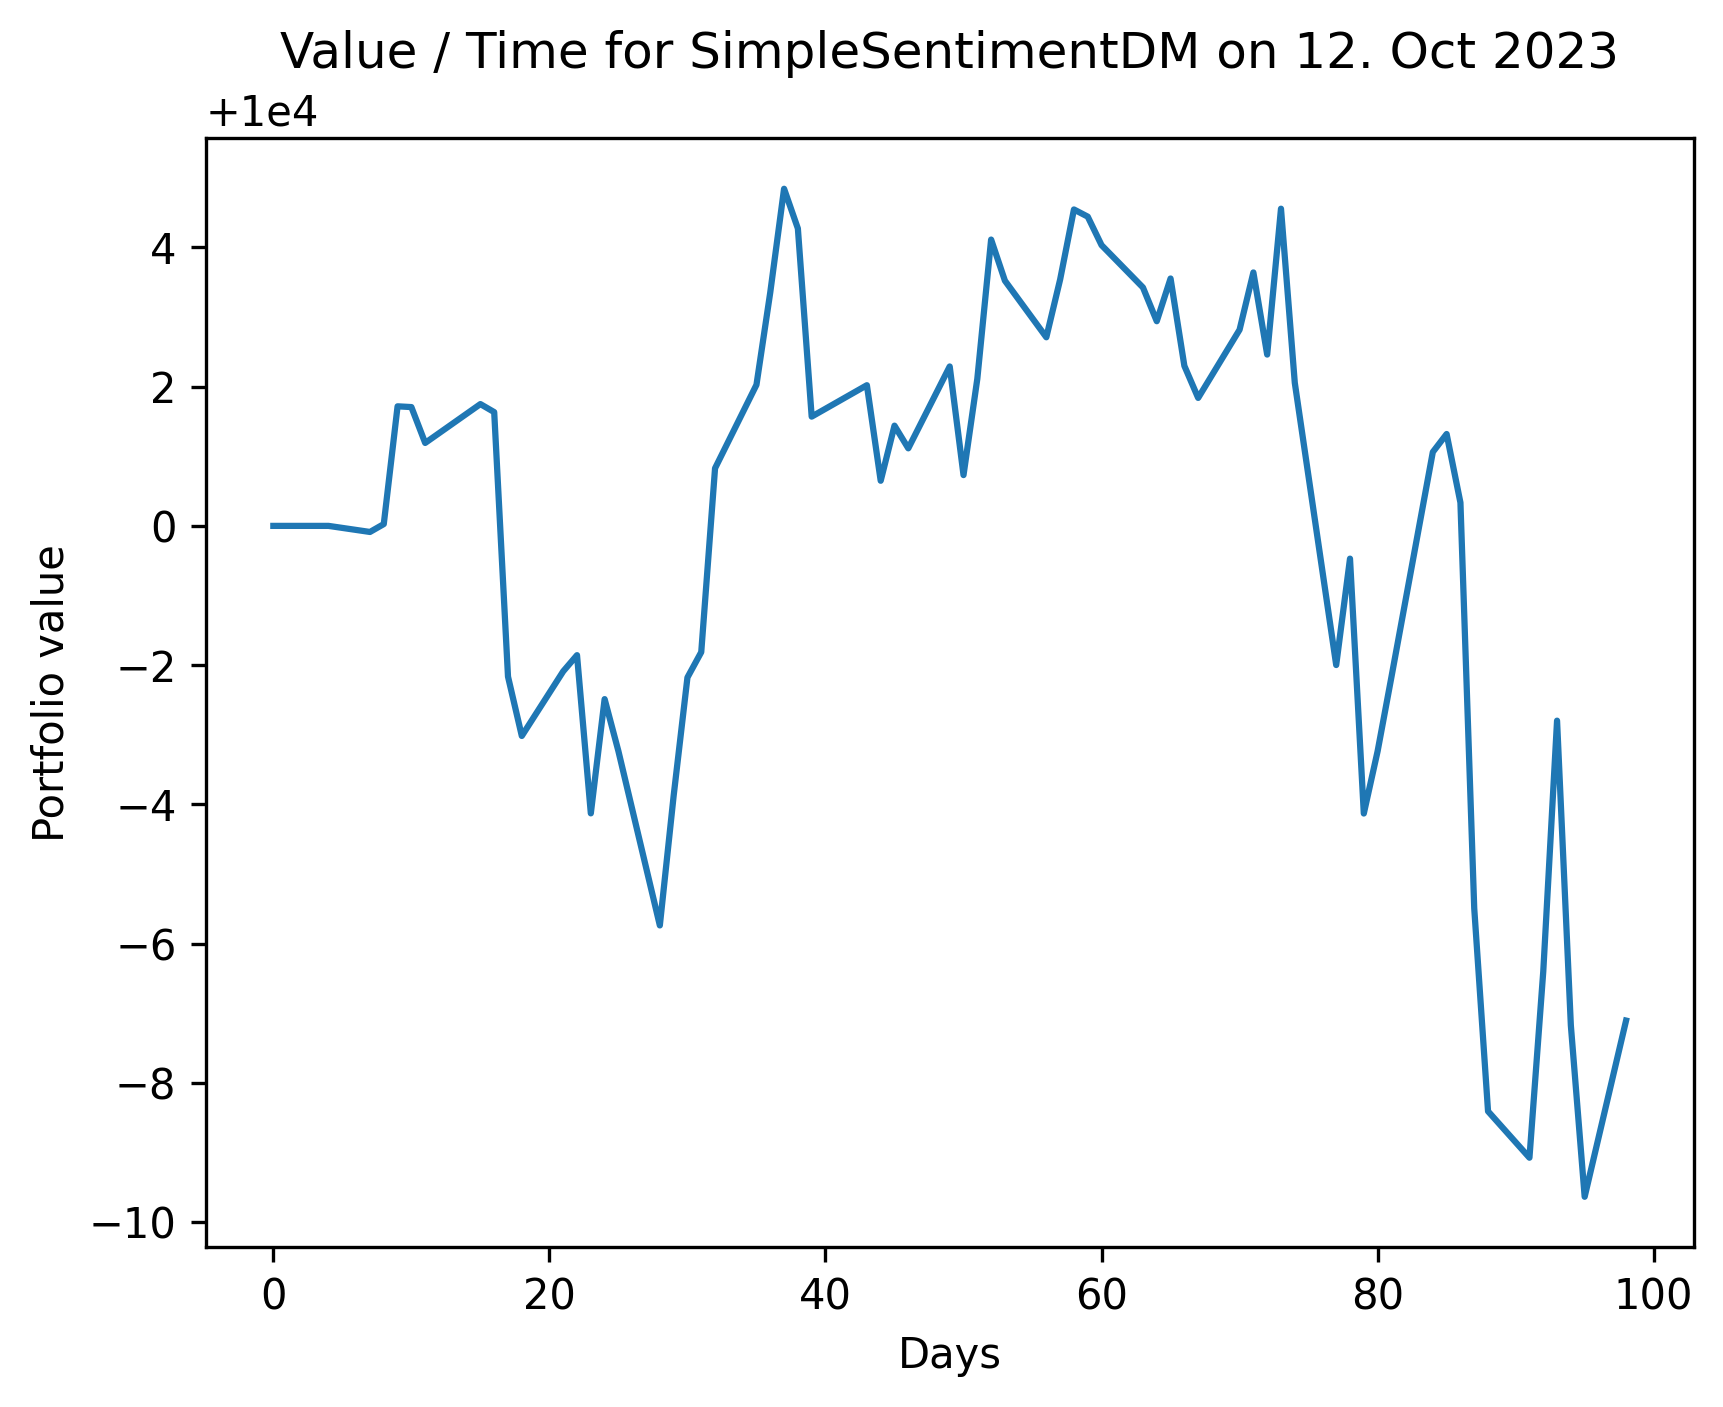 Value / Time for SimpleSentimentDM on 12. Oct 2023
+1e4
4
2
0
−2
−4
−6
−8
−10
Portfolio value
0 20 40 60 80 100
Days